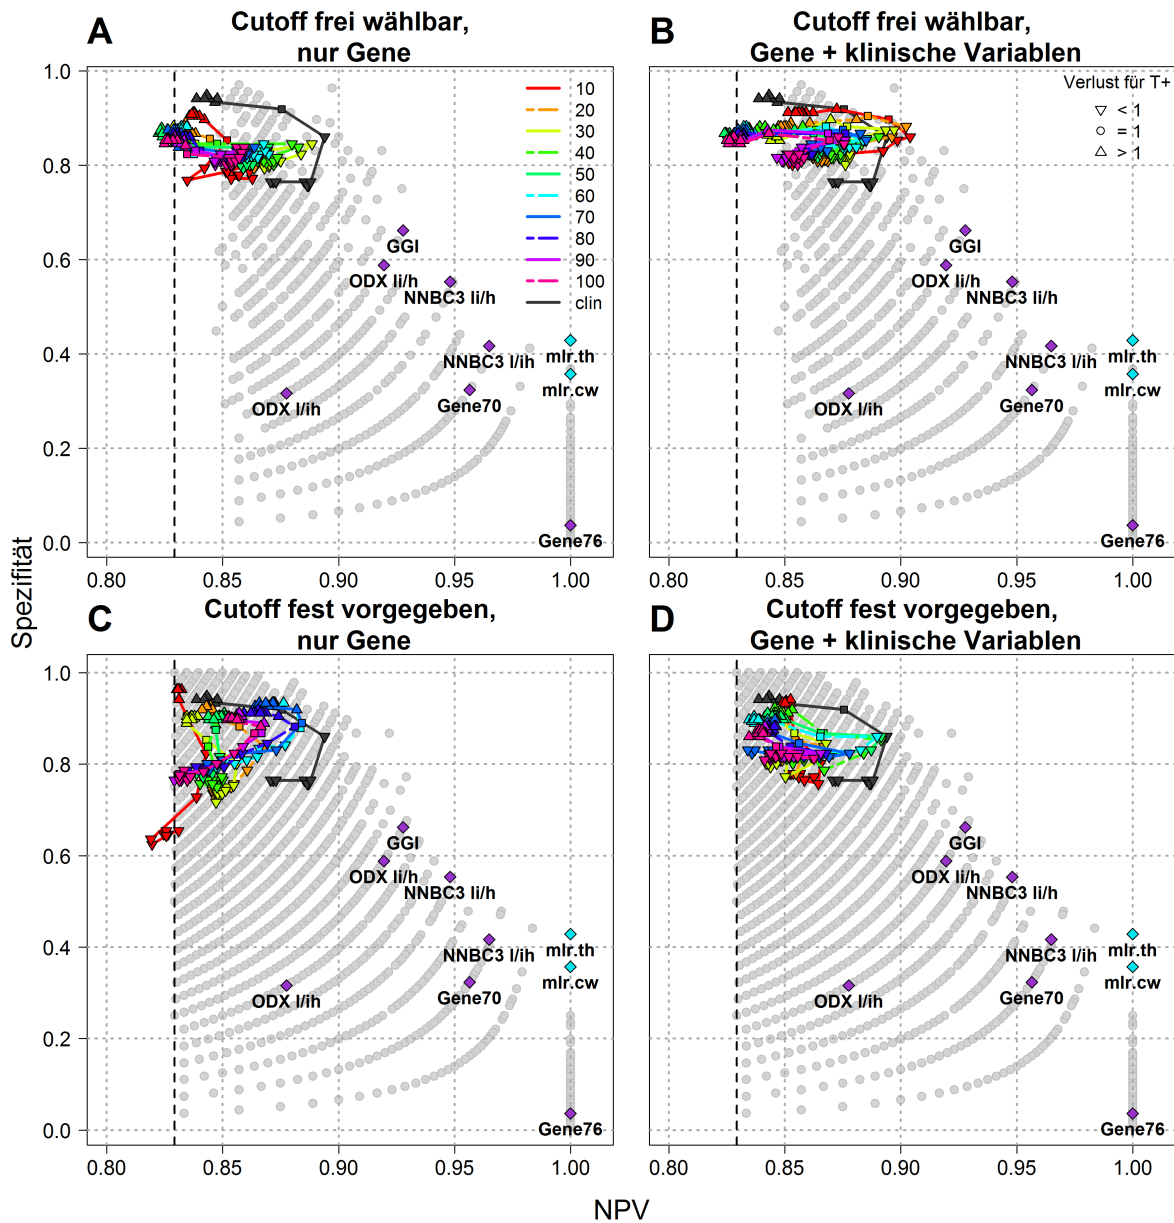 A
Cutoff frei wählbar,
nur Gene
B
Cutoff frei wählbar,
Gene + klinische Variablen
1.0
0.8
0.6
0.4
0.2
0.0
10
20
30
40
50
60
70
80
90
100
clin
GGI
ODX li/h
NNBC3 li/h
NNBC3 l/ih
mlr.th
mlr.cw
ODX l/ih
Gene70
Gene76
0.80 0.85 0.90 0.95 1.00
Verlust für T+
< 1
= 1
> 1
GGI
ODX li/h
NNBC3 li/h
NNBC3 l/ih
mlr.th
mlr.cw
ODX l/ih
Gene70
Gene76
0.80 0.85 0.90 0.95 1.00
Spezifität
C
Cutoff fest vorgegeben,
nur Gene
D
Cutoff fest vorgegeben,
Gene + klinische Variablen
1.0
0.8
0.6
0.4
0.2
0.0
GGI
ODX li/h
NNBC3 li/h
NNBC3 l/ih
mlr.th
mlr.cw
ODX l/ih
Gene70
Gene76
0.80 0.85 0.90 0.95 1.00
GGI
ODX li/h
NNBC3 li/h
NNBC3 l/ih
mlr.th
mlr.cw
ODX l/ih
Gene70
Gene76
0.80 0.85 0.90 0.95 1.00
NPV